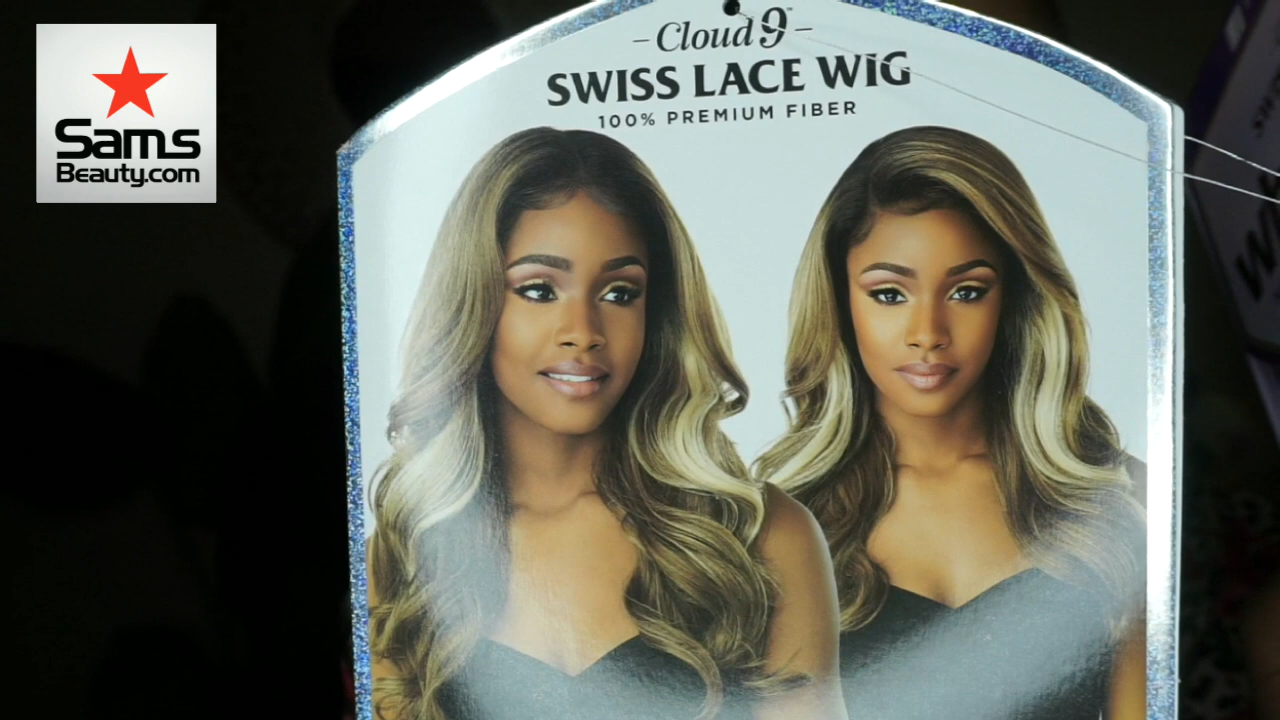 Sams
Beauty.com
–Cloud 9–
SWISS LACE WIG
100% PREMIUM FIBER